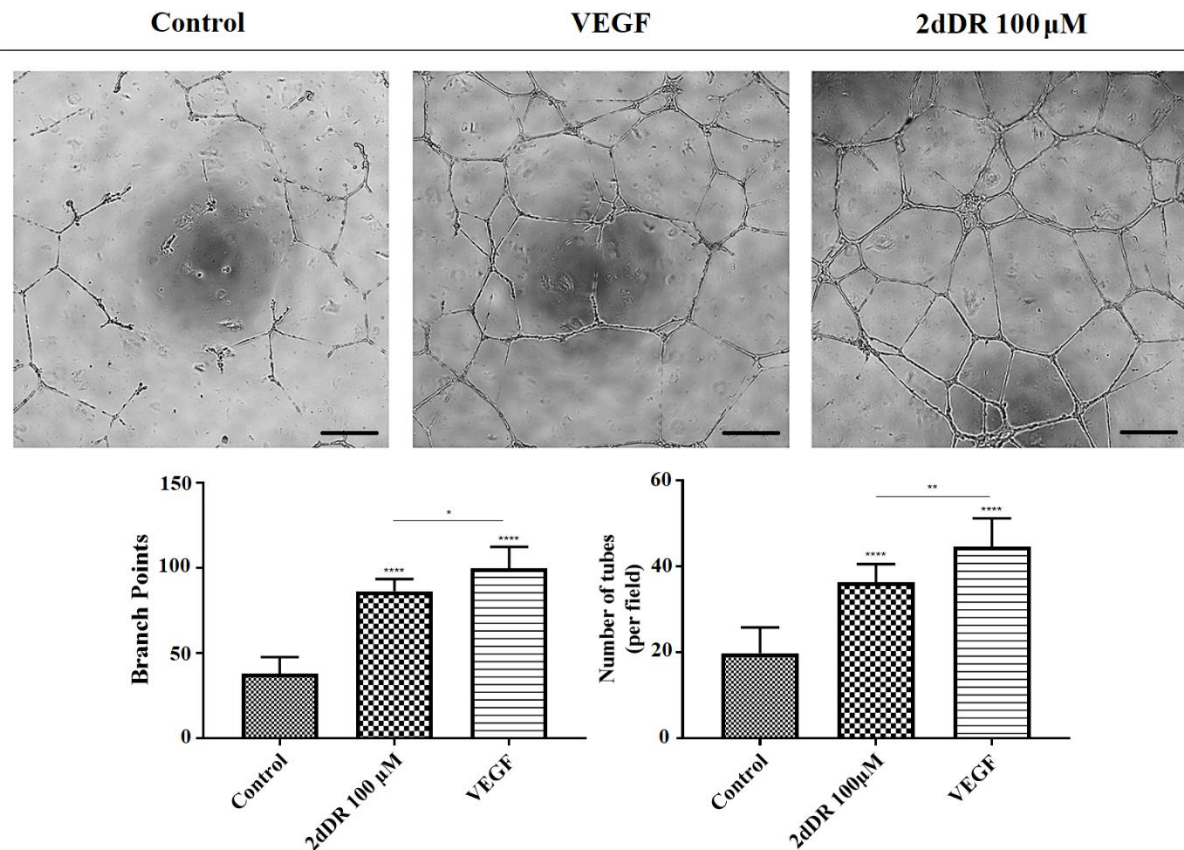 Control VEGF 2dDR 100 μM
150
100
50
0
Branch Points
*
****
****
Control
2dDR 100 μM
VEGF
60
40
20
0
Number of tubes
(per field)
**
****
****
Control
2dDR 100μM
VEGF